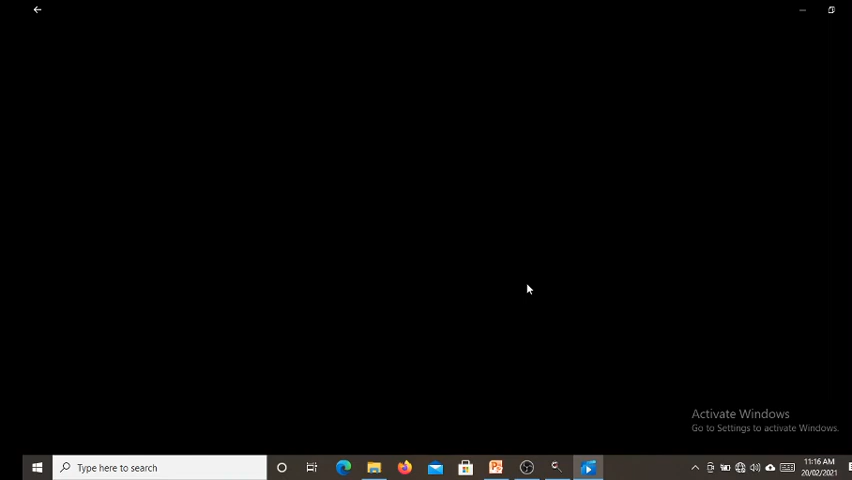 Activate Windows
Go to Settings to activate Windows.
Type here to search
11:16 AM
20/02/2021